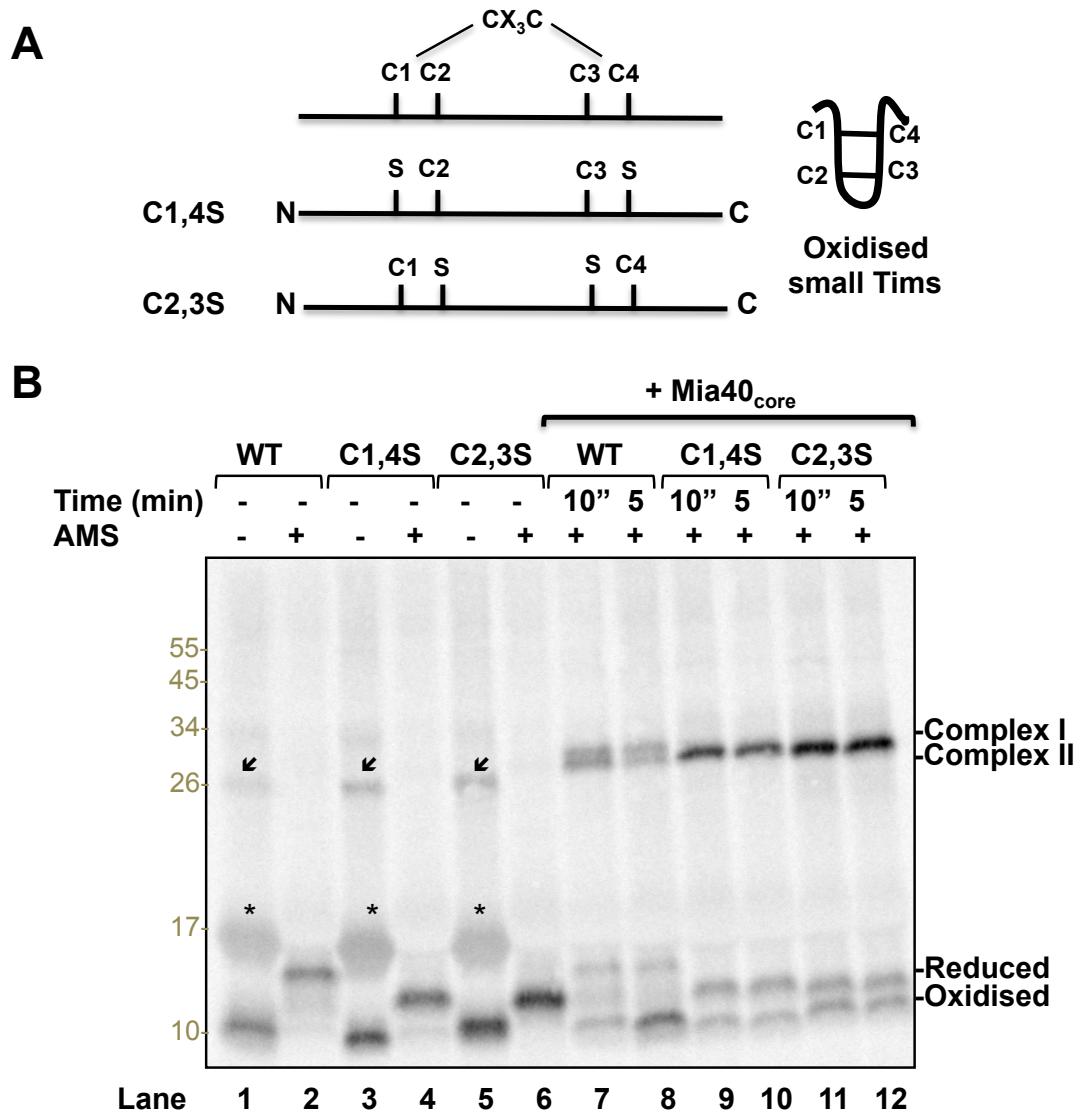 A
CX₃C
C1 C2 C3 C4
S C2 C3 S
C1,4S N C
C1 S S C4
C2,3S N C
C1 C4
C2 C3
Oxidised
small Tims
B
+ Mia40core
WT C1,4S C2,3S WT C1,4S C2,3S
Time (min) - - - - - - 10” 5 10” 5 10” 5
AMS - + - + - + + + + + + +
55-
45-
34-
26-
17-
10-
* * *
-Complex I
-Complex II
-Reduced
-Oxidised
Lane 1 2 3 4 5 6 7 8 9 10 11 12